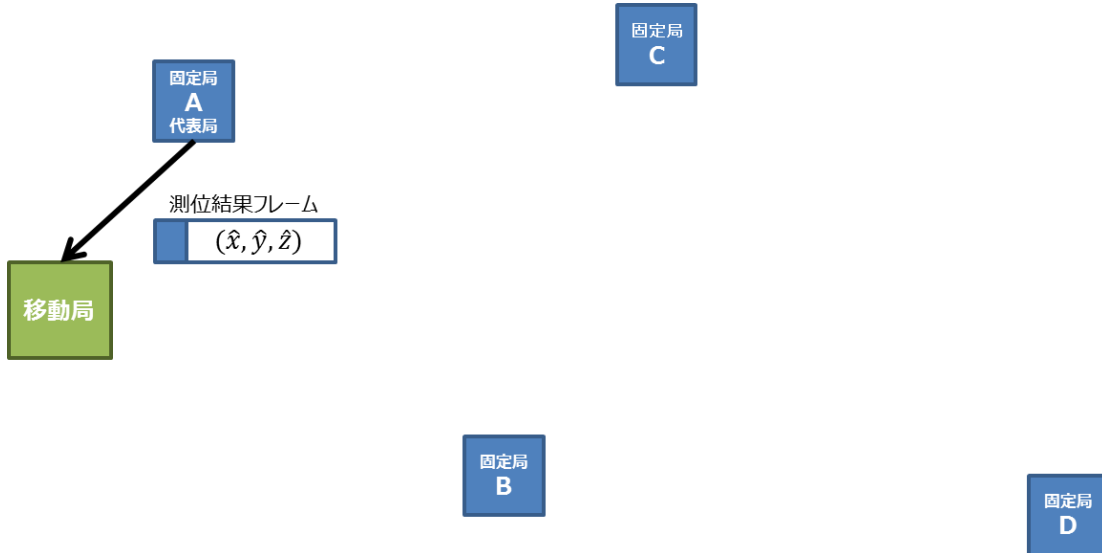 固定局
C
固定局
A
代表局
測位結果フレーム
(x̂, ŷ, ẑ)
移動局
固定局
B
固定局
D